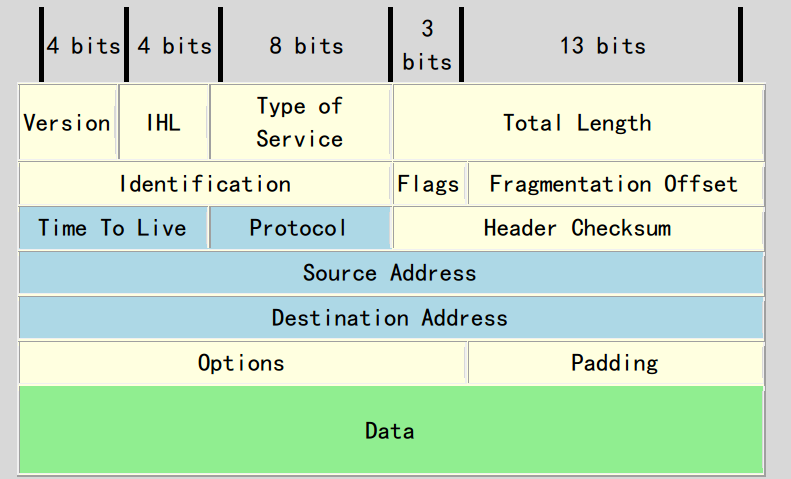 4 bits 4 bits 8 bits 3 bits 13 bits
Version IHL Type of Service Total Length
Identification Flags Fragmentation Offset
Time To Live Protocol Header Checksum
Source Address
Destination Address
Options Padding
Data